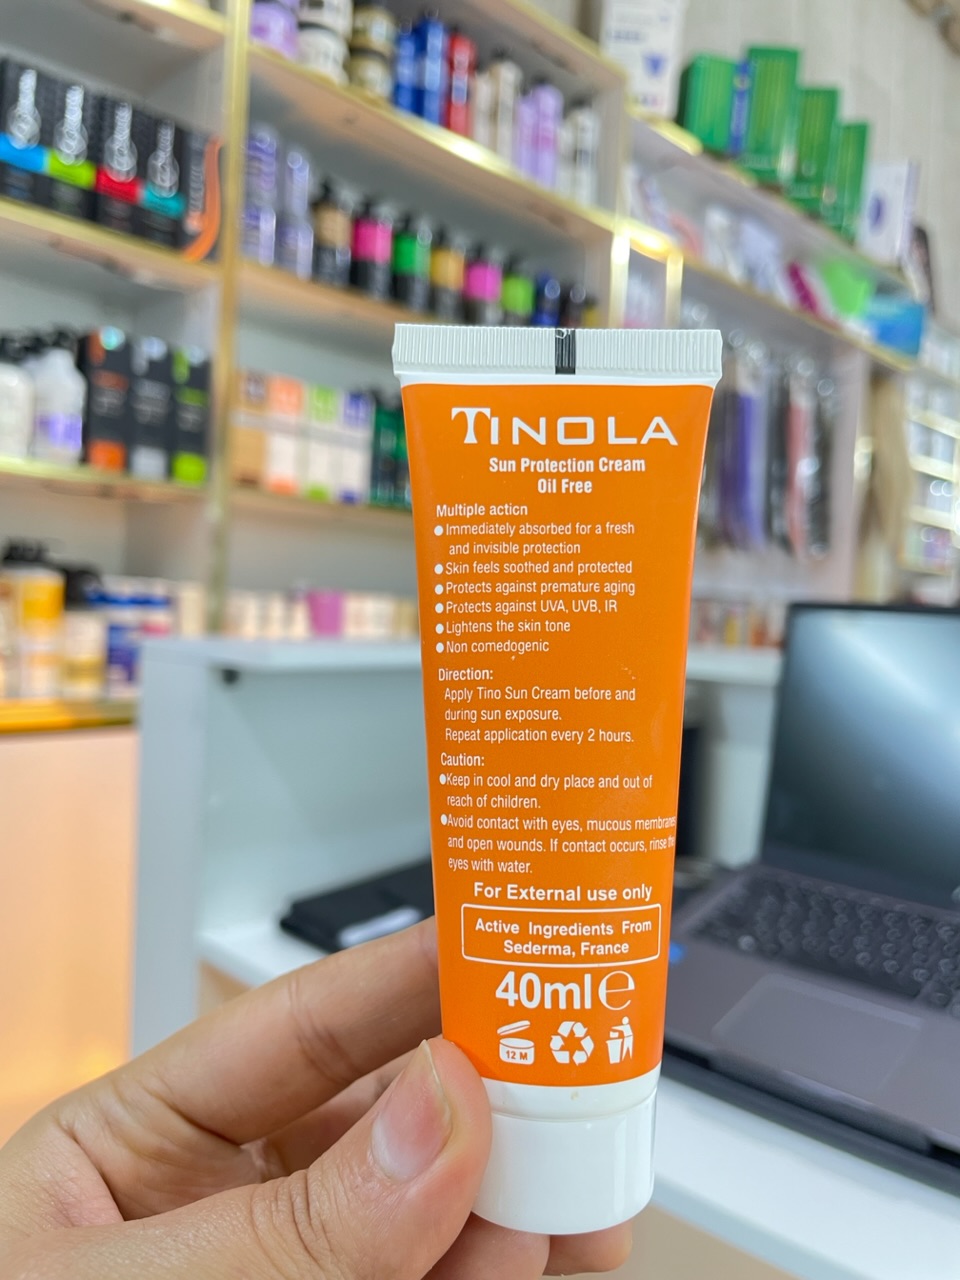 TINOLA
Sun Protection Cream
Oil Free
Multiple action
● Immediately absorbed for a fresh
and invisible protection
● Skin feels soothed and protected
● Protects against premature aging
● Protects against UVA, UVB, IR
● Lightens the skin tone
● Non comedogenic
Direction:
Apply Tino Sun Cream before and
during sun exposure.
Repeat application every 2 hours.
Caution:
●Keep in cool and dry place and out of
reach of children.
●Avoid contact with eyes, mucous membranes
and open wounds. If contact occurs, rinse the
eyes with water.
For External use only
Active Ingredients From
Sederma, France
40ml℮
12 M